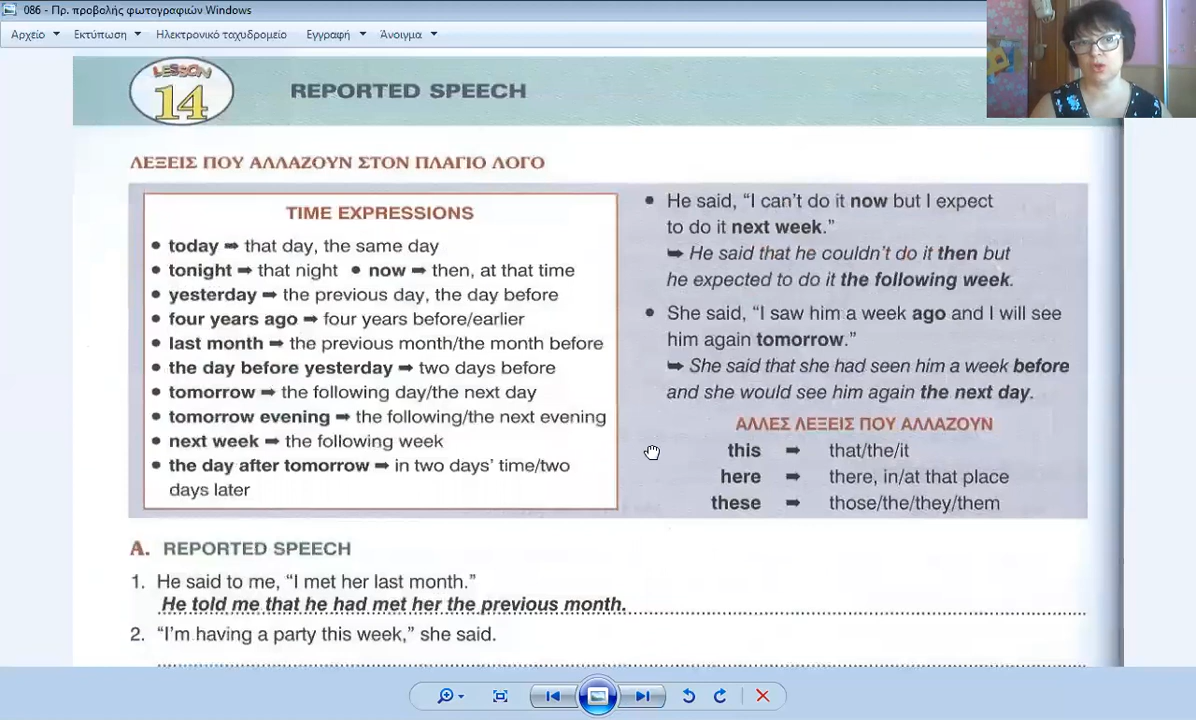 086 - Πρ. προβολής φωτογραφιών Windows
Αρχείο Εκτύπωση Ηλεκτρονικό ταχυδρομείο Εγγραφή Άνοιγμα
LESSON
14
REPORTED SPEECH
ΛΕΞΕΙΣ ΠΟΥ ΑΛΛΑΖΟΥΝ ΣΤΟΝ ΠΛΑΓΙΟ ΛΟΓΟ
TIME EXPRESSIONS
• today ➡ that day, the same day
• tonight ➡ that night • now ➡ then, at that time
• yesterday ➡ the previous day, the day before
• four years ago ➡ four years before/earlier
• last month ➡ the previous month/the month before
• the day before yesterday ➡ two days before
• tomorrow ➡ the following day/the next day
• tomorrow evening ➡ the following/the next evening
• next week ➡ the following week
• the day after tomorrow ➡ in two days' time/two
days later
• He said, “I can't do it now but I expect
to do it next week.”
➥ He said that he couldn't do it then but
he expected to do it the following week.
• She said, “I saw him a week ago and I will see
him again tomorrow.”
➥ She said that she had seen him a week before
and she would see him again the next day.
ΑΛΛΕΣ ΛΕΞΕΙΣ ΠΟΥ ΑΛΛΑΖΟΥΝ
this ➡ that/the/it
here ➡ there, in/at that place
these ➡ those/the/they/them
A. REPORTED SPEECH
1. He said to me, “I met her last month.”
He told me that he had met her the previous month.
2. “I'm having a party this week,” she said.